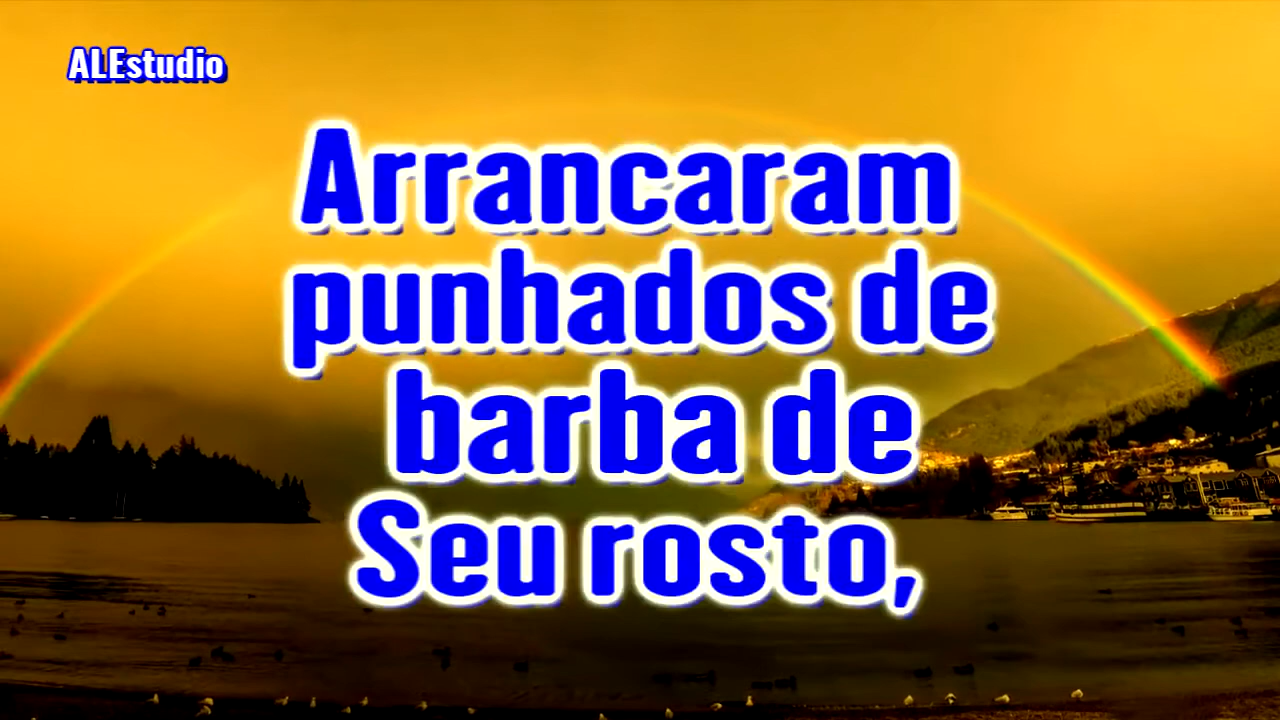 ALEstudio
Arrancaram
punhados de
barba de
Seu rosto,